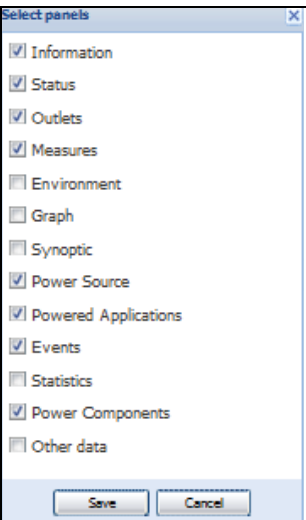 Select panels
Information
Status
Outlets
Measures
Environment
Graph
Synoptic
Power Source
Powered Applications
Events
Statistics
Power Components
Other data
Save Cancel